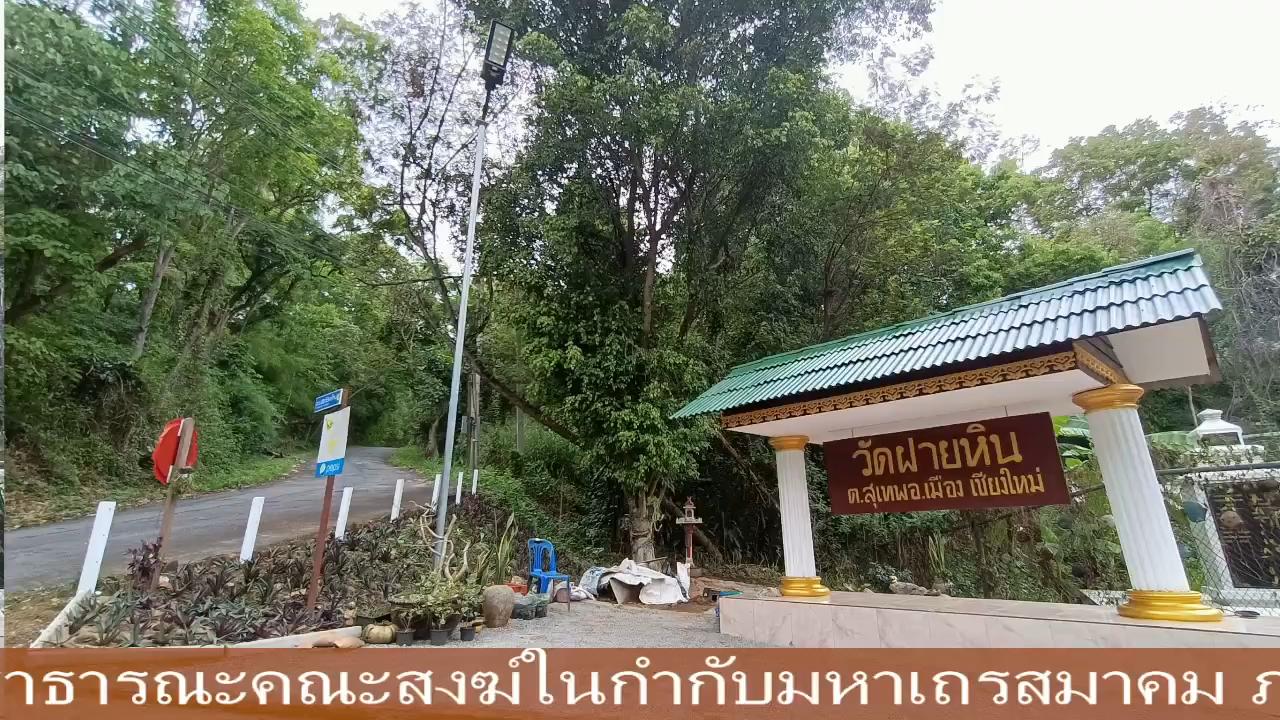 วัดฝายหิน
ต.สุเทพอ.เมือง เชียงใหม่
pepsi
าธารณะคณะสงฆ์ในกำกับมหาเถรสมาคม ภ